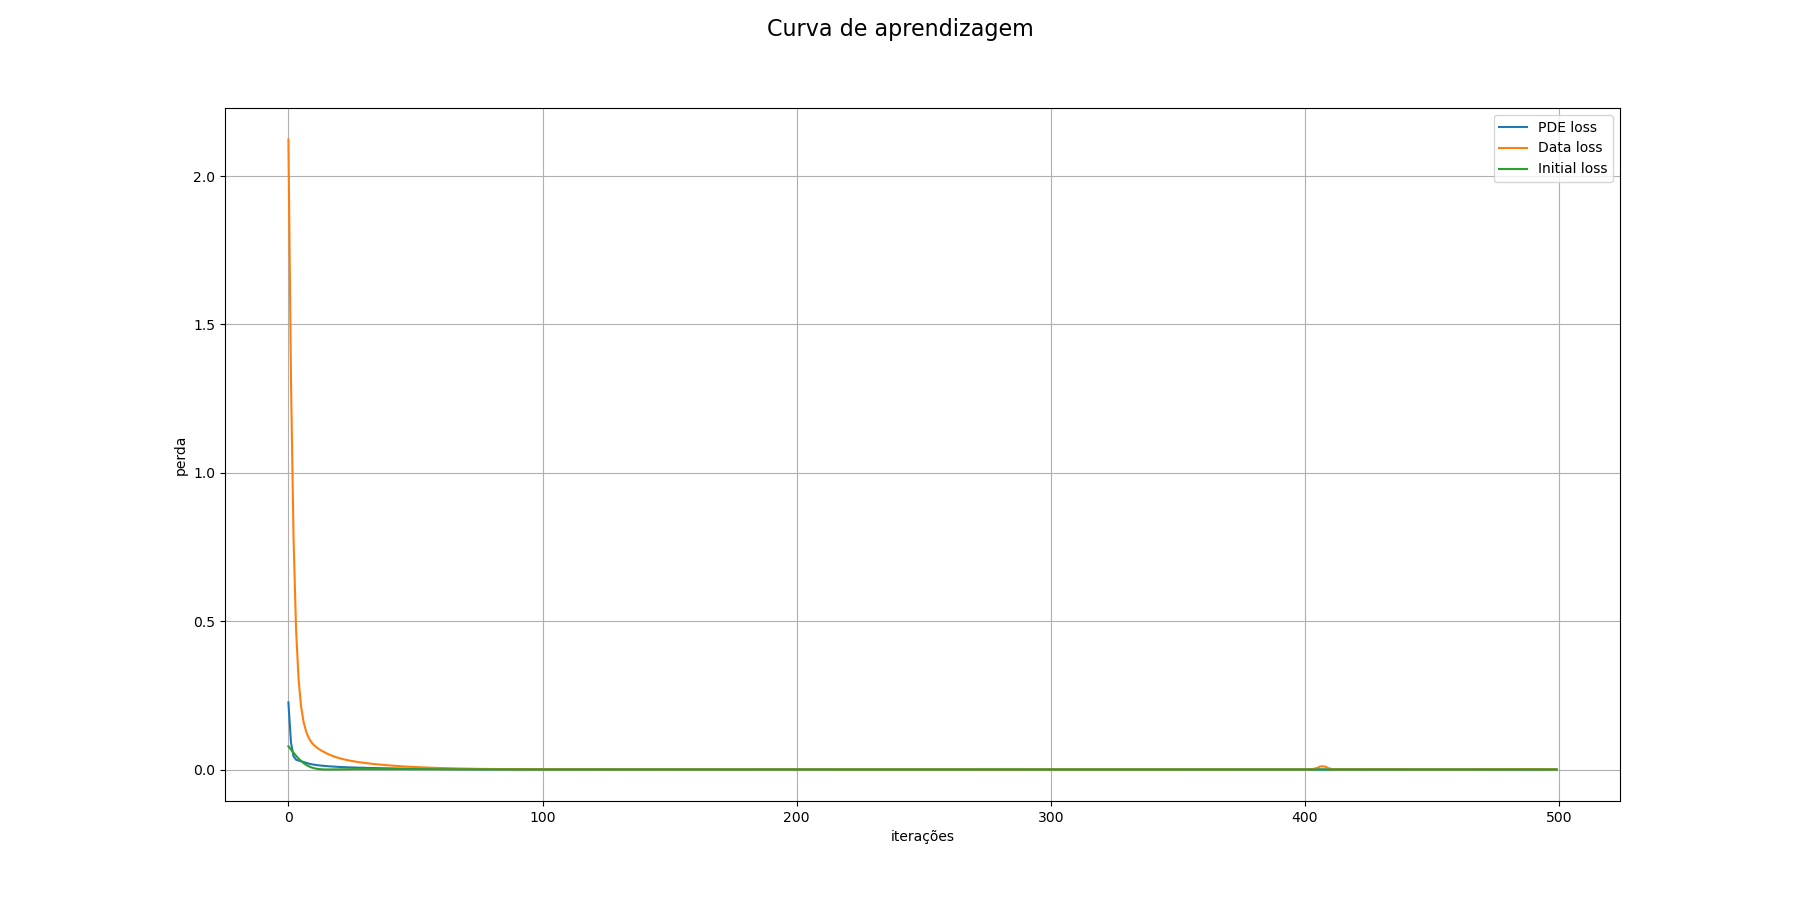 Curva de aprendizagem
PDE loss
Data loss
Initial loss
2.0
1.5
1.0
0.5
0.0
perda
0 100 200 300 400 500
iterações